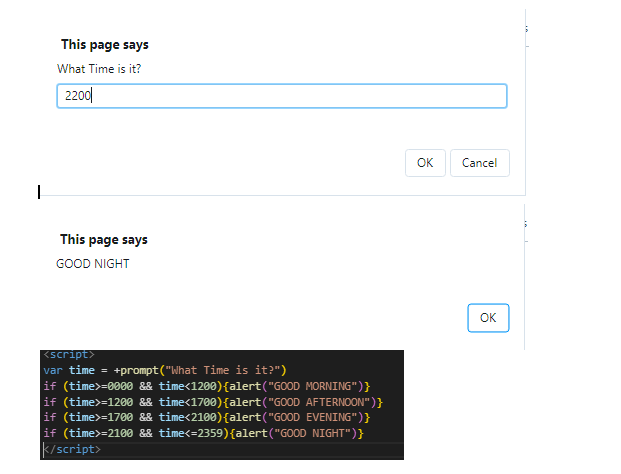 This page says
What Time is it?
2200
OK Cancel
This page says
GOOD NIGHT
OK
<script>
var time = +prompt("What Time is it?")
if (time>=0000 && time<1200){alert("GOOD MORNING")}
if (time>=1200 && time<1700){alert("GOOD AFTERNOON")}
if (time>=1700 && time<2100){alert("GOOD EVENING")}
if (time>=2100 && time<=2359){alert("GOOD NIGHT")}
</script>